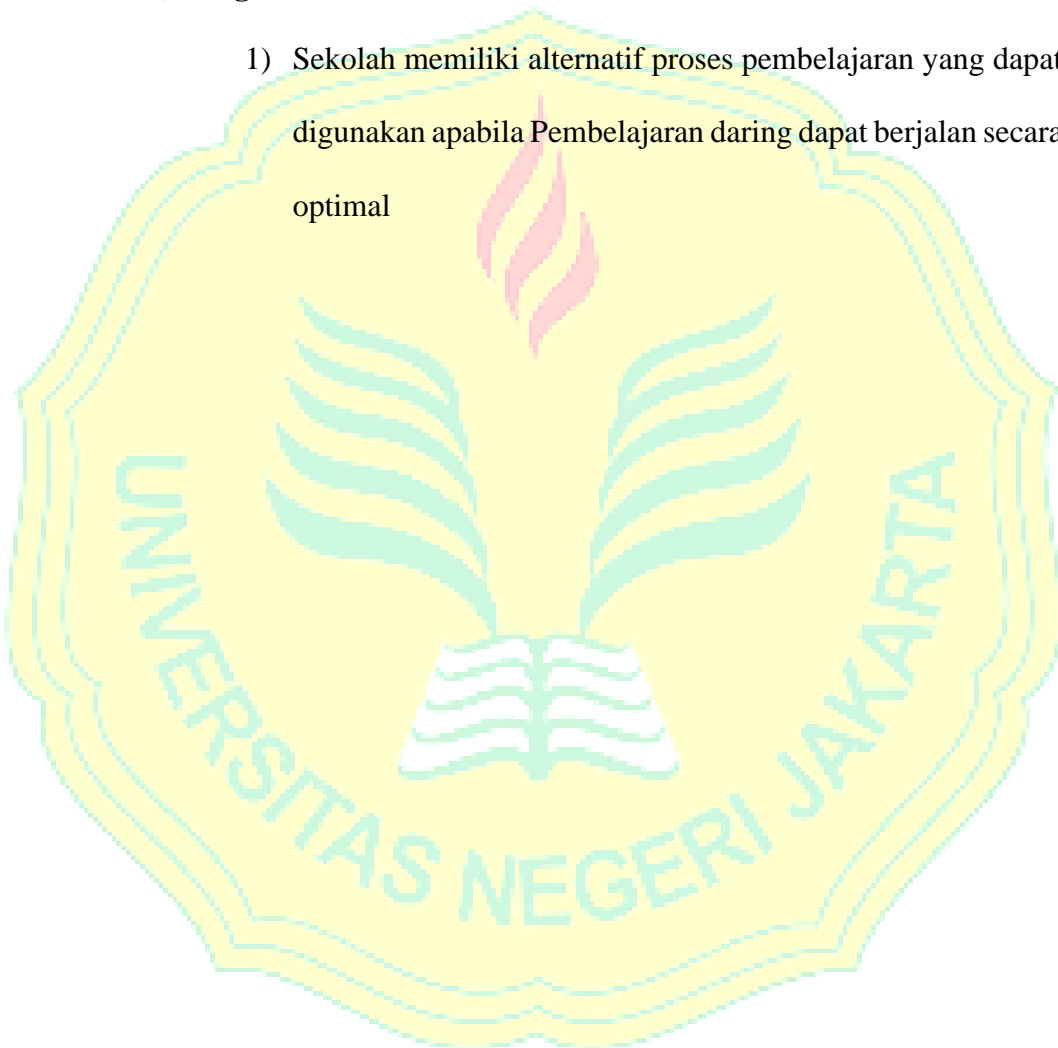 1) Sekolah memiliki alternatif proses pembelajaran yang dapat
digunakan apabila Pembelajaran daring dapat berjalan secara
optimal
UNIVERSITAS NEGERI JAKARTA